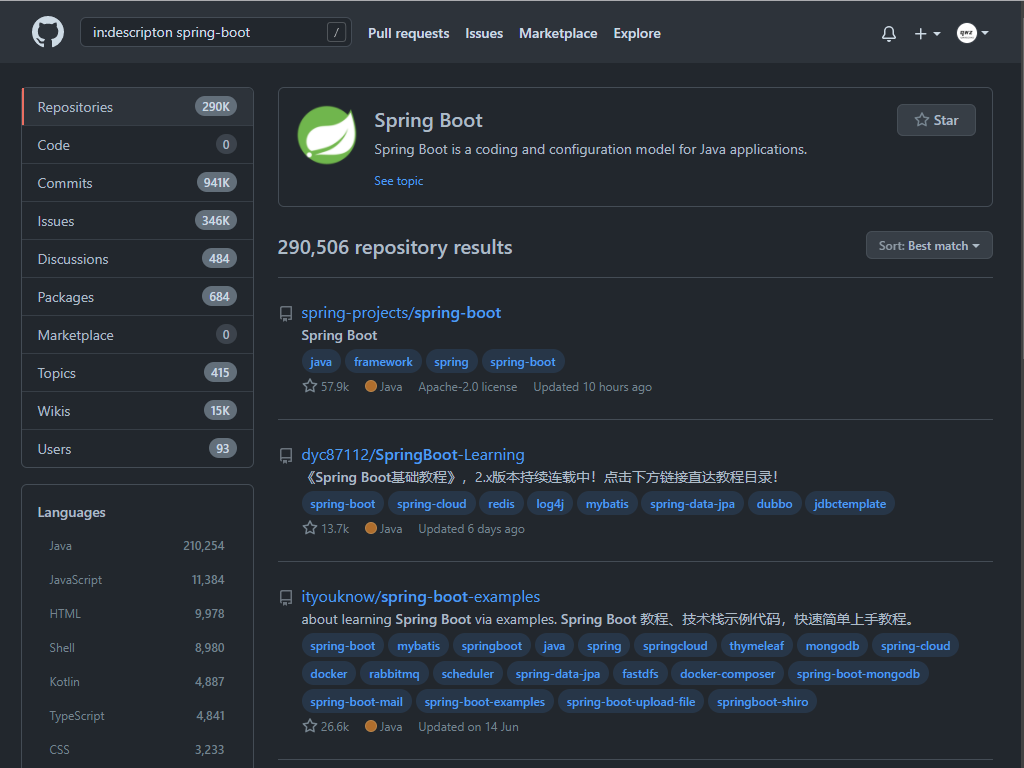 in:descripton spring-boot / Pull requests Issues Marketplace Explore
Repositories 290K
Code 0
Commits 941K
Issues 346K
Discussions 484
Packages 684
Marketplace 0
Topics 415
Wikis 15K
Users 93
Languages
Java 210,254
JavaScript 11,384
HTML 9,978
Shell 8,980
Kotlin 4,887
TypeScript 4,841
CSS 3,233
Spring Boot
Star
Spring Boot is a coding and configuration model for Java applications.
See topic
290,506 repository results
Sort: Best match
spring-projects/spring-boot
Spring Boot
java framework spring spring-boot
57.9k Java Apache-2.0 license Updated 10 hours ago
dyc87112/SpringBoot-Learning
《Spring Boot基础教程》，2.x版本持续连载中！点击下方链接直达教程目录！
spring-boot spring-cloud redis log4j mybatis spring-data-jpa dubbo jdbctemplate
13.7k Java Updated 6 days ago
ityouknow/spring-boot-examples
about learning Spring Boot via examples. Spring Boot 教程、技术栈示例代码，快速简单上手教程。
spring-boot mybatis springboot java spring springcloud thymeleaf mongodb spring-cloud
docker rabbitmq scheduler spring-data-jpa fastdfs docker-composer spring-boot-mongodb
spring-boot-mail spring-boot-examples spring-boot-upload-file springboot-shiro
26.6k Java Updated on 14 Jun